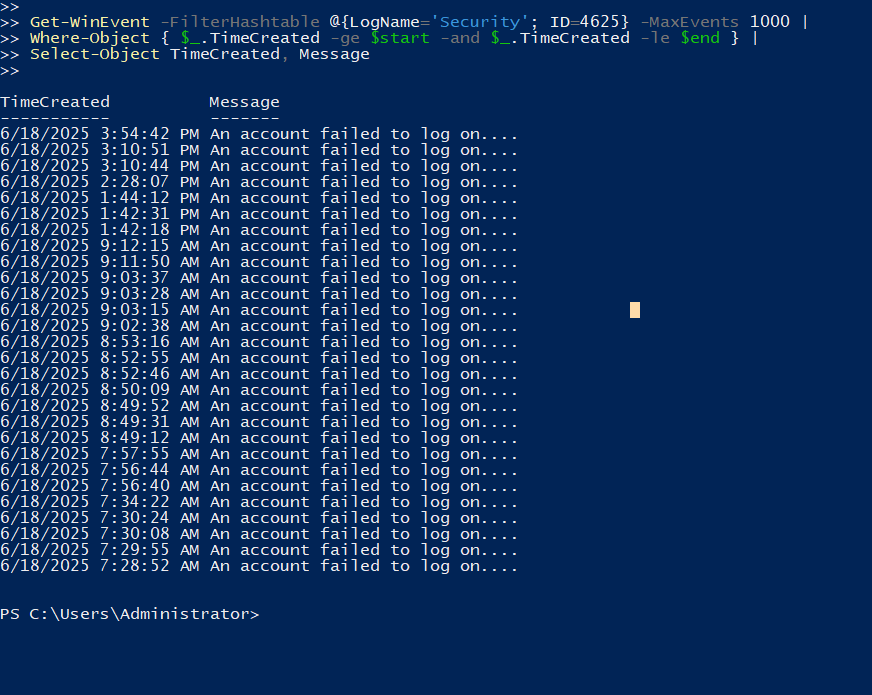 >>
>> Get-WinEvent -FilterHashtable @{LogName='Security'; ID=4625} -MaxEvents 1000 |
>> Where-Object { $_.TimeCreated -ge $start -and $_.TimeCreated -le $end } |
>> Select-Object TimeCreated, Message
>>
TimeCreated Message
----------- -------
6/18/2025 3:54:42 PM An account failed to log on....
6/18/2025 3:10:51 PM An account failed to log on....
6/18/2025 3:10:44 PM An account failed to log on....
6/18/2025 2:28:07 PM An account failed to log on....
6/18/2025 1:44:12 PM An account failed to log on....
6/18/2025 1:42:31 PM An account failed to log on....
6/18/2025 1:42:18 PM An account failed to log on....
6/18/2025 9:12:15 AM An account failed to log on....
6/18/2025 9:11:50 AM An account failed to log on....
6/18/2025 9:03:37 AM An account failed to log on....
6/18/2025 9:03:28 AM An account failed to log on....
6/18/2025 9:03:15 AM An account failed to log on....
6/18/2025 9:02:38 AM An account failed to log on....
6/18/2025 8:53:16 AM An account failed to log on....
6/18/2025 8:52:55 AM An account failed to log on....
6/18/2025 8:52:46 AM An account failed to log on....
6/18/2025 8:50:09 AM An account failed to log on....
6/18/2025 8:49:52 AM An account failed to log on....
6/18/2025 8:49:31 AM An account failed to log on....
6/18/2025 8:49:12 AM An account failed to log on....
6/18/2025 7:57:55 AM An account failed to log on....
6/18/2025 7:56:44 AM An account failed to log on....
6/18/2025 7:56:40 AM An account failed to log on....
6/18/2025 7:34:22 AM An account failed to log on....
6/18/2025 7:30:24 AM An account failed to log on....
6/18/2025 7:30:08 AM An account failed to log on....
6/18/2025 7:29:55 AM An account failed to log on....
6/18/2025 7:28:52 AM An account failed to log on....
PS C:\Users\Administrator>